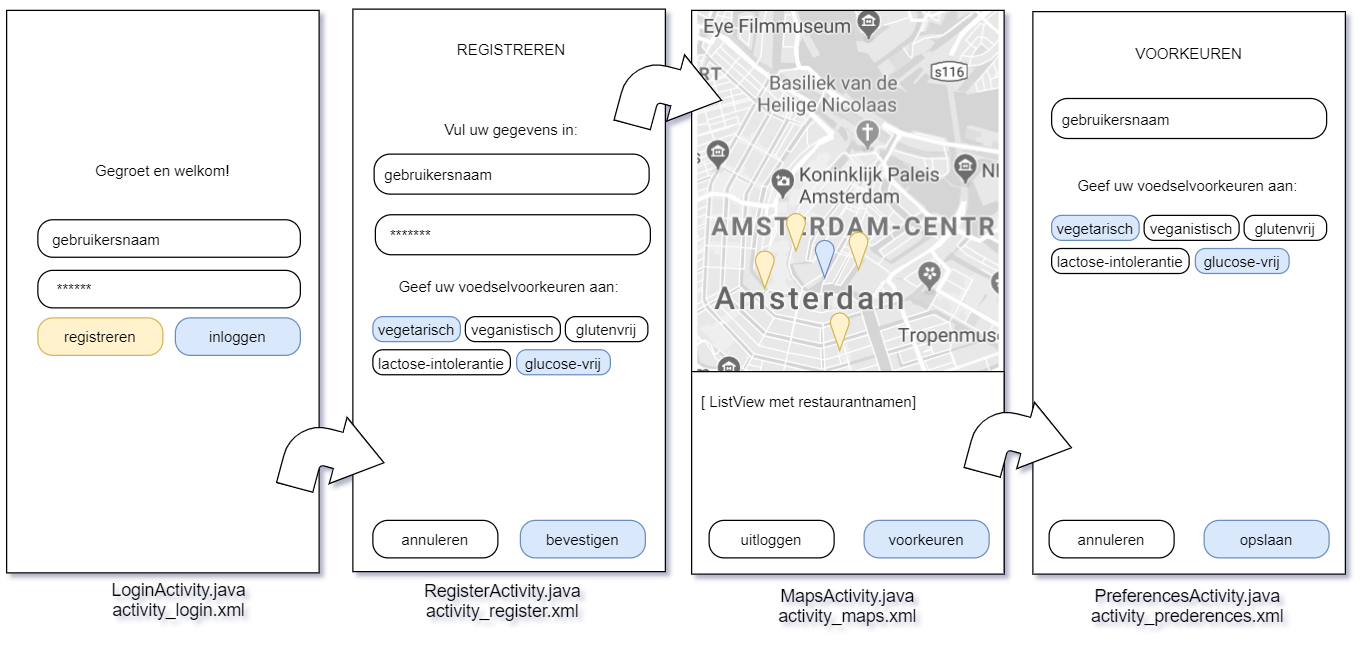 Gegroet en welkom!
gebruikersnaam
******
registreren
inloggen
LoginActivity.java
activity_login.xml
REGISTREREN
Vul uw gegevens in:
gebruikersnaam
*******
Geef uw voedselvoorkeuren aan:
vegetarisch
veganistisch
glutenvrij
lactose-intolerantie
glucose-vrij
annuleren
bevestigen
RegisterActivity.java
activity_register.xml
Eye Filmmuseum
RT
s116
Basiliek van de
Heilige Nicolaas
Koninklijk Paleis
Amsterdam
AMSTERDAM-CENTR
Amsterdam
Tropenmus
[ ListView met restaurantnamen]
uitloggen
voorkeuren
MapsActivity.java
activity_maps.xml
VOORKEUREN
gebruikersnaam
Geef uw voedselvoorkeuren aan:
vegetarisch
veganistisch
glutenvrij
lactose-intolerantie
glucose-vrij
annuleren
opslaan
PreferencesActivity.java
activity_prederences.xml